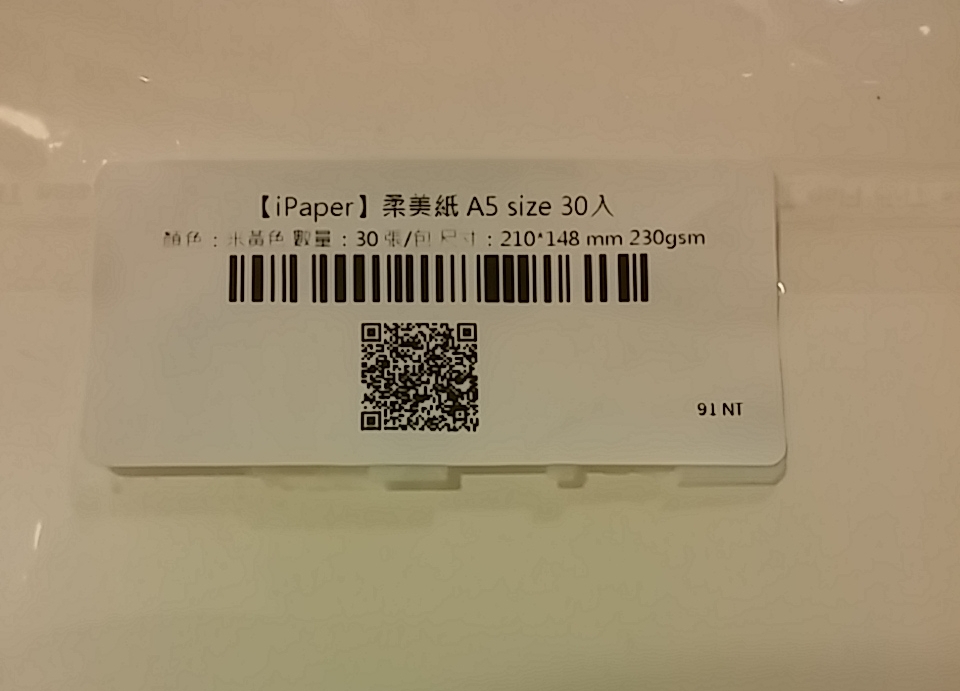 【iPaper】柔美紙 A5 size 30入
顏色：米黃色 數量：30 張/包 尺寸：210*148 mm 230gsm
91 NT